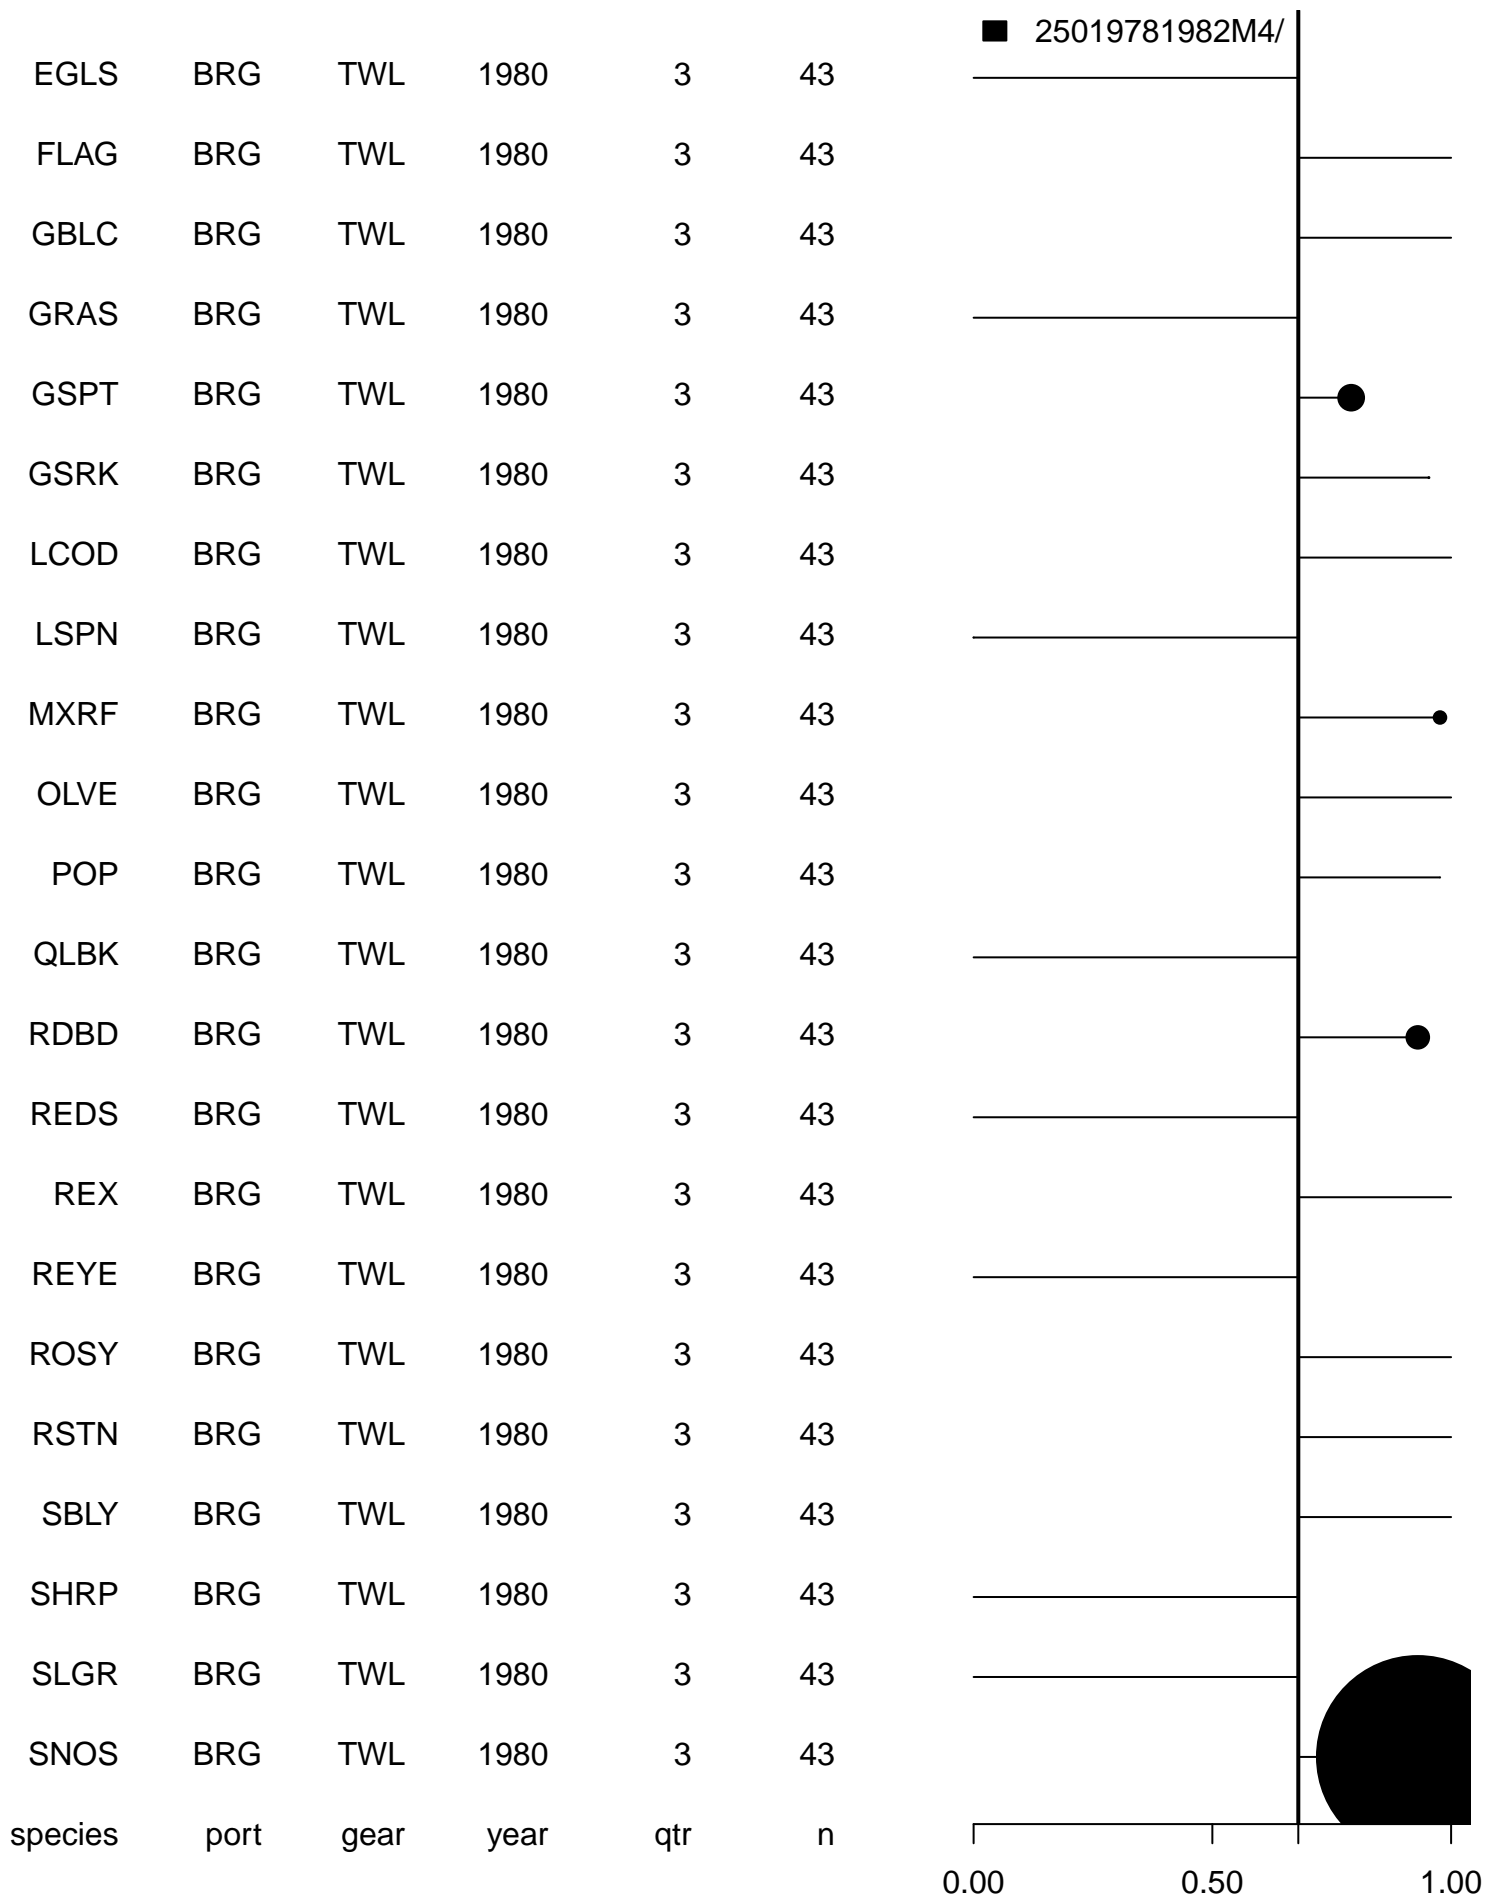 25019781982M4/
EGLS BRG TWL 1980 3 43
FLAG BRG TWL 1980 3 43
GBLC BRG TWL 1980 3 43
GRAS BRG TWL 1980 3 43
GSPT BRG TWL 1980 3 43
GSRK BRG TWL 1980 3 43
LCOD BRG TWL 1980 3 43
LSPN BRG TWL 1980 3 43
MXRF BRG TWL 1980 3 43
OLVE BRG TWL 1980 3 43
POP BRG TWL 1980 3 43
QLBK BRG TWL 1980 3 43
RDBD BRG TWL 1980 3 43
REDS BRG TWL 1980 3 43
REX BRG TWL 1980 3 43
REYE BRG TWL 1980 3 43
ROSY BRG TWL 1980 3 43
RSTN BRG TWL 1980 3 43
SBLY BRG TWL 1980 3 43
SHRP BRG TWL 1980 3 43
SLGR BRG TWL 1980 3 43
SNOS BRG TWL 1980 3 43
species port gear year qtr n
0.00 0.50 1.00